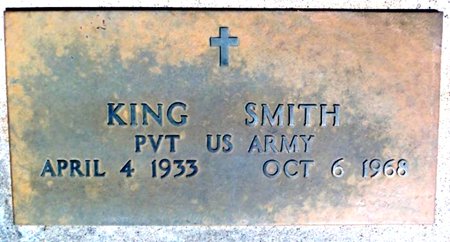 KING SMITH
PVT US ARMY
APRIL 4 1933 OCT 6 1968